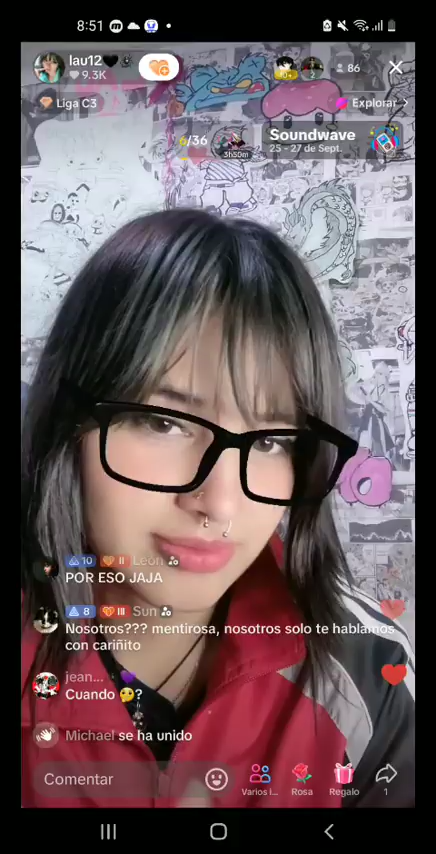 8:51
lau12🖤
9.3K
86
Liga C3
Explorar >
6/36
3h50m
Soundwave
25 - 27 de Sept.
10 II León
POR ESO JAJA
8 III Sun
Nosotros??? mentirosa, nosotros solo te hablamos
con cariñito
jean... 💜
Cuando 🤔?
Michael se ha unido
Comentar
Varios i...
Rosa
Regalo
1